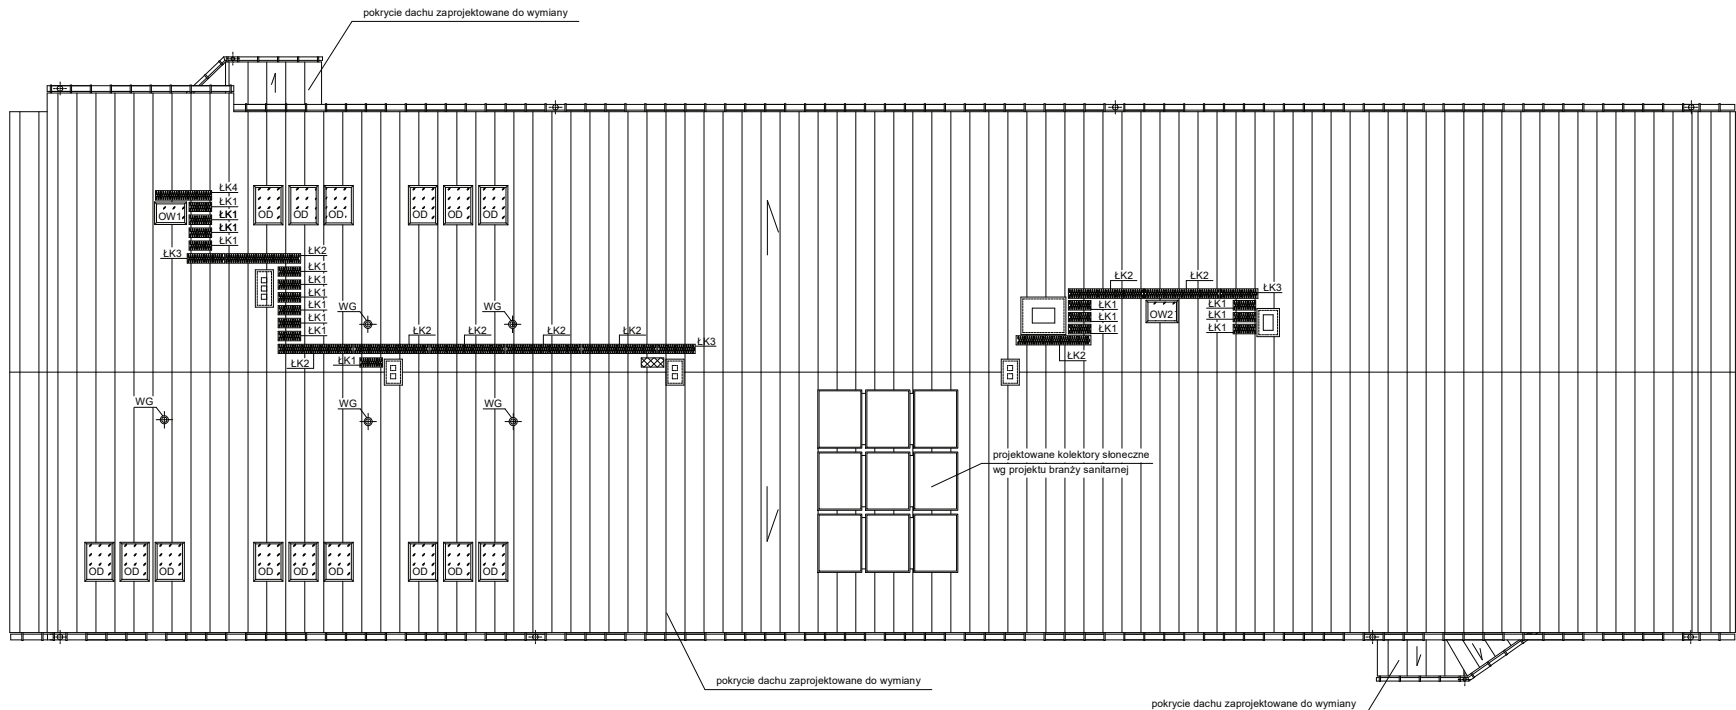 pokrycie dachu zaprojektowane do wymiany
ŁK4
ŁK1
ŁK1
ŁK1
ŁK1
OW1
OD
OD
OD
OD
OD
OD
ŁK3
ŁK2
ŁK1
ŁK1
ŁK1
ŁK1
ŁK1
ŁK1
WG
WG
ŁK2
ŁK2
ŁK2
ŁK2
ŁK3
ŁK2
ŁK1
ŁK2
ŁK2
ŁK3
ŁK1
ŁK1
ŁK1
OW2
ŁK1
ŁK1
ŁK1
ŁK2
WG
WG
WG
projektowane kolektory słoneczne
wg projektu branży sanitarnej
OD
OD
OD
OD
OD
OD
OD
OD
OD
pokrycie dachu zaprojektowane do wymiany
pokrycie dachu zaprojektowane do wymiany